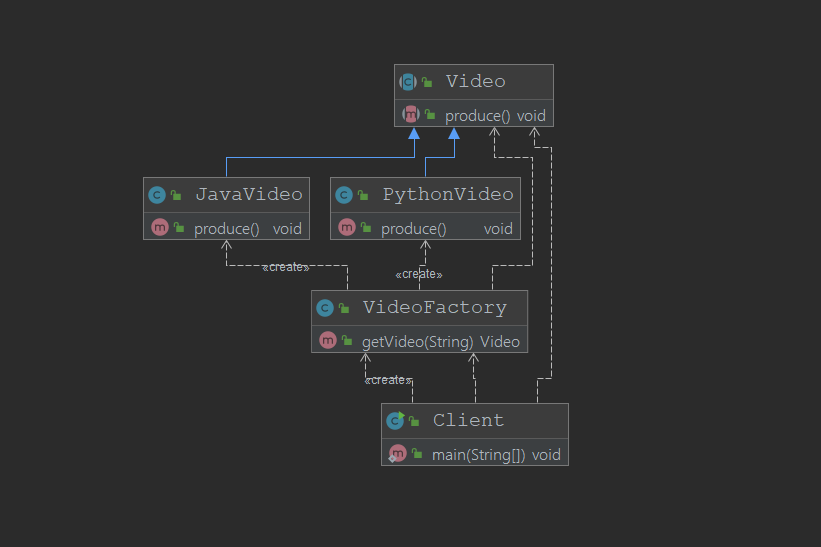 Video
produce() void
JavaVideo
PythonVideo
produce() void
produce() void
«create»
«create»
VideoFactory
getVideo(String) Video
«create»
Client
main(String[]) void